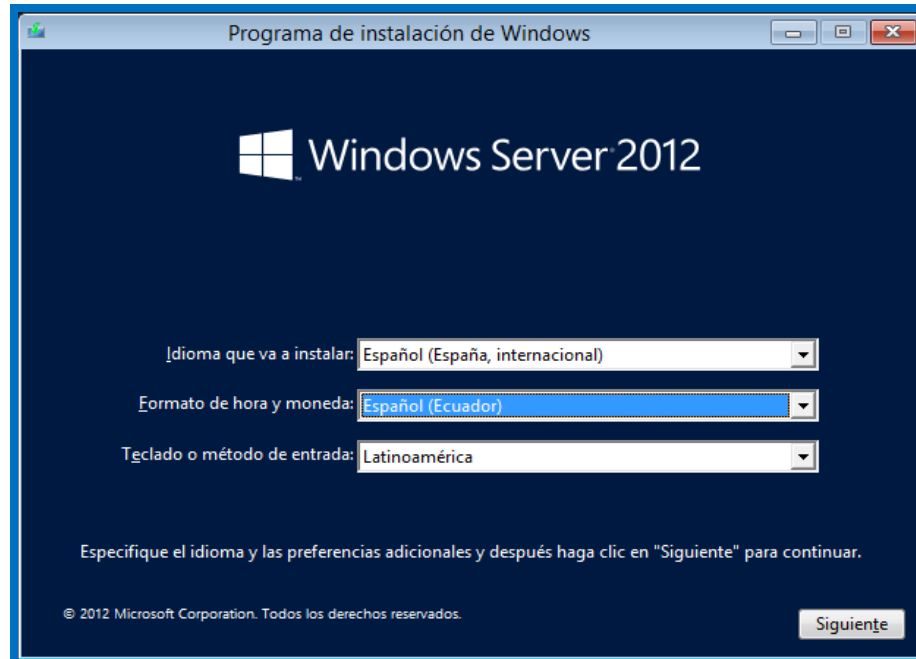 Programa de instalación de Windows
Windows Server 2012
Idioma que va a instalar: Español (España, internacional)
Formato de hora y moneda: Español (Ecuador)
Teclado o método de entrada: Latinoamérica
Especifique el idioma y las preferencias adicionales y después haga clic en "Siguiente" para continuar.
© 2012 Microsoft Corporation. Todos los derechos reservados.
Siguiente